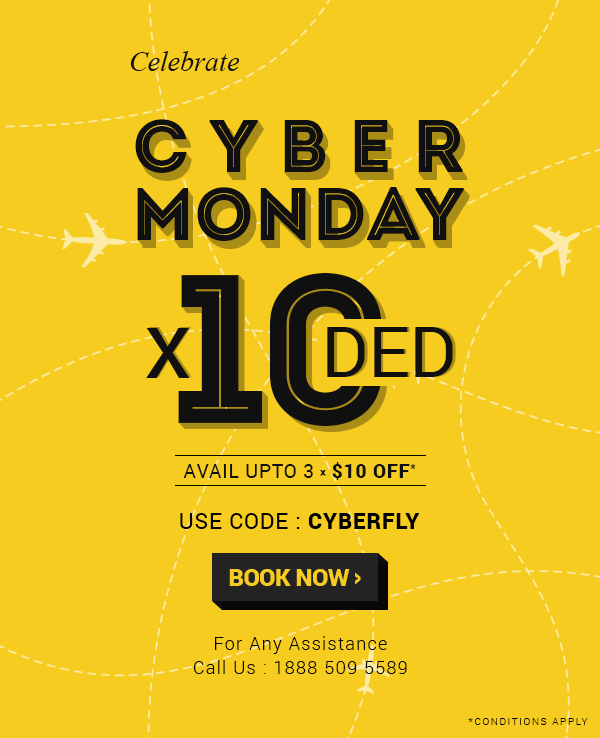 Celebrate
CYBER
MONDAY
X10DED
AVAIL UPTO 3 × $10 OFF*
USE CODE : CYBERFLY
BOOK NOW ›
For Any Assistance
Call Us : 1888 509 5589
*CONDITIONS APPLY